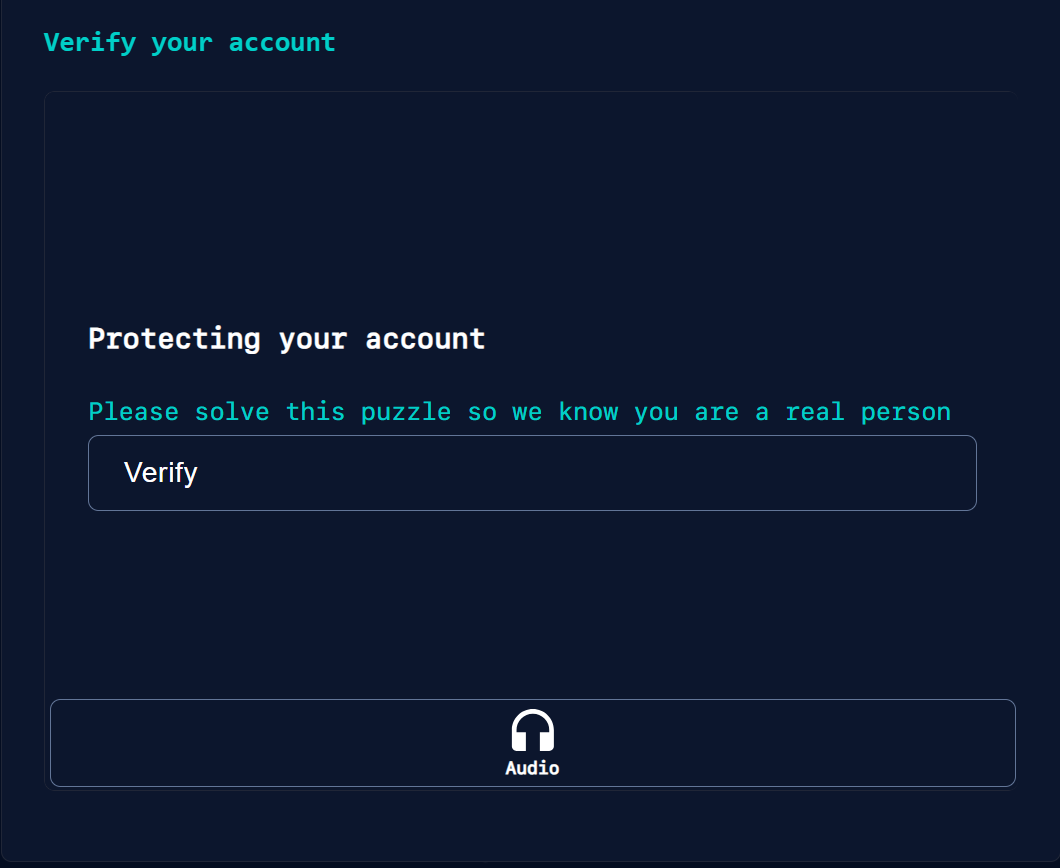 Verify your account
Protecting your account
Please solve this puzzle so we know you are a real person
Verify
Audio